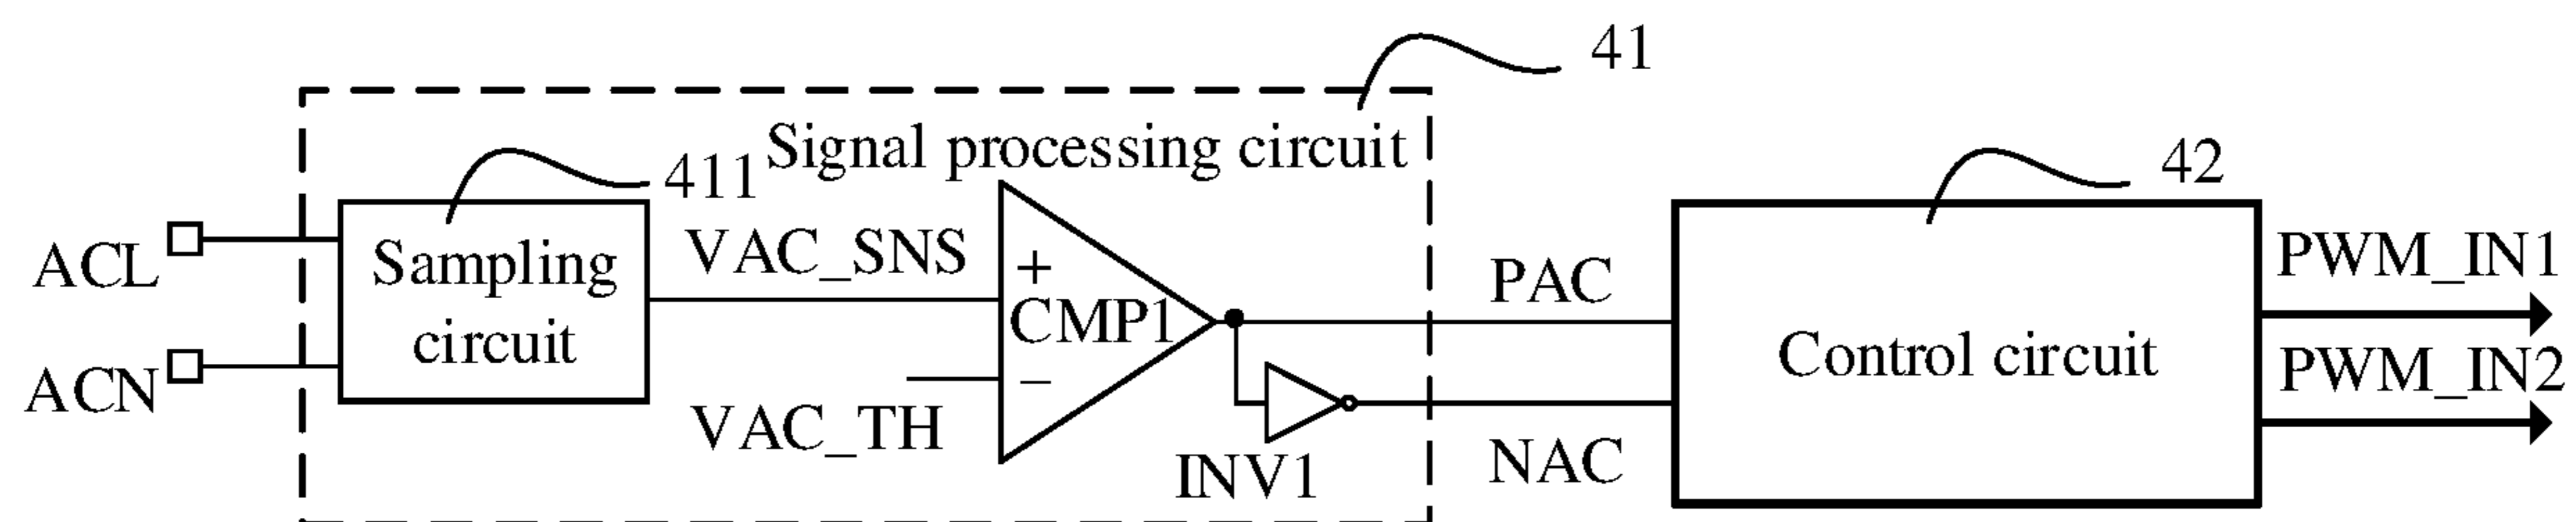 41
Signal processing circuit
411
42
ACL
Sampling
circuit
VAC_SNS
+
CMP1
−
PAC
Control circuit
PWM_IN1
PWM_IN2
ACN
VAC_TH
INV1
NAC